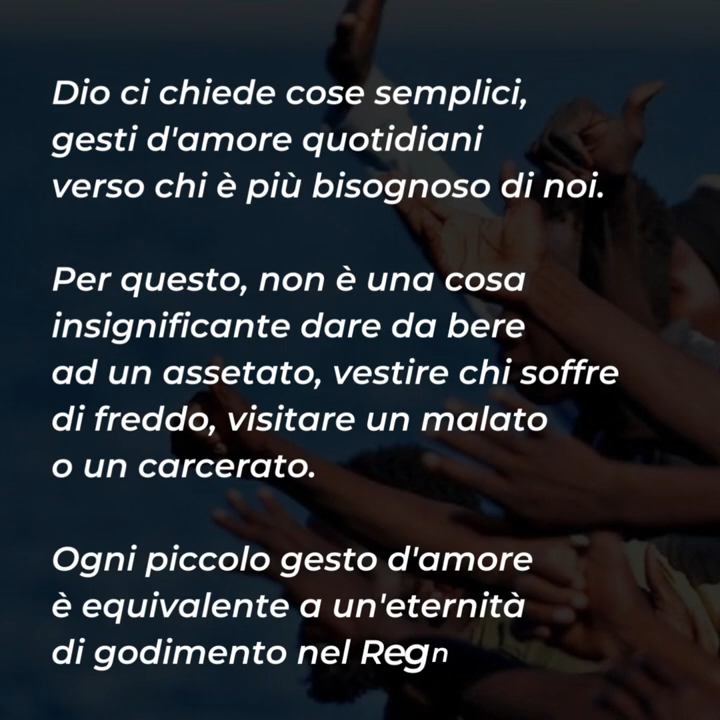 Dio ci chiede cose semplici,
gesti d'amore quotidiani
verso chi è più bisognoso di noi.
Per questo, non è una cosa
insignificante dare da bere
ad un assetato, vestire chi soffre
di freddo, visitare un malato
o un carcerato.
Ogni piccolo gesto d'amore
è equivalente a un'eternità
di godimento nel Regn